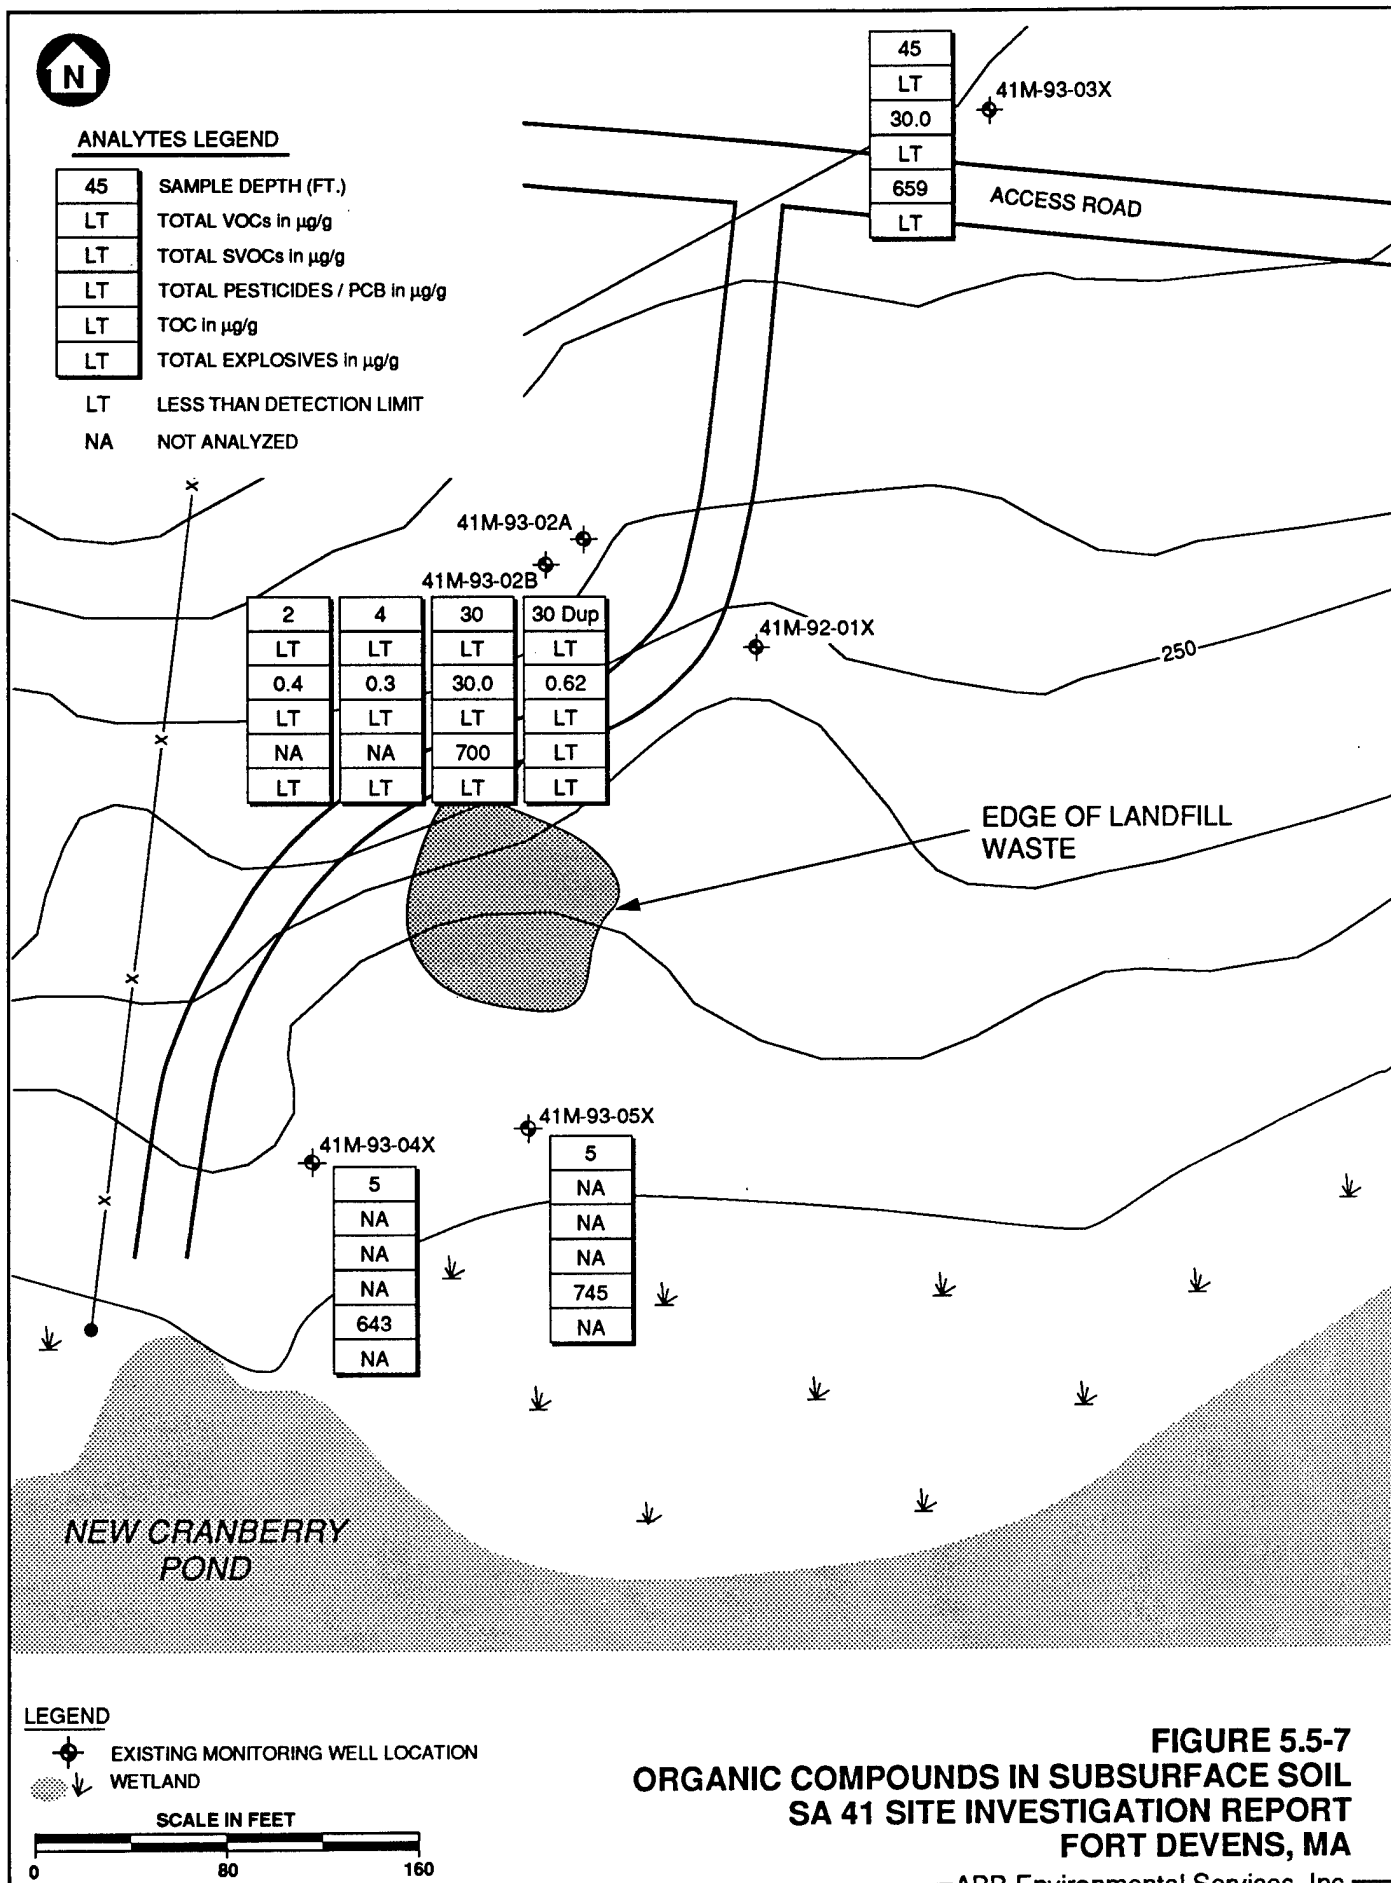 N
ANALYTES LEGEND
45 SAMPLE DEPTH (FT.)
LT TOTAL VOCs in µg/g
LT TOTAL SVOCs in µg/g
LT TOTAL PESTICIDES / PCB in µg/g
LT TOC in µg/g
LT TOTAL EXPLOSIVES in µg/g
LT LESS THAN DETECTION LIMIT
NA NOT ANALYZED
45
LT
30.0
LT
659
LT
41M-93-03X
ACCESS ROAD
41M-93-02A
41M-93-02B
2 4 30 30 Dup
LT LT LT LT
0.4 0.3 30.0 0.62
LT LT LT LT
NA NA 700 LT
LT LT LT LT
41M-92-01X
250
EDGE OF LANDFILL
WASTE
x
x
x
x
41M-93-04X
5
NA
NA
NA
643
NA
41M-93-05X
5
NA
NA
NA
745
NA
NEW CRANBERRY
POND
LEGEND
EXISTING MONITORING WELL LOCATION
WETLAND
SCALE IN FEET
0 80 160
FIGURE 5.5-7
ORGANIC COMPOUNDS IN SUBSURFACE SOIL
SA 41 SITE INVESTIGATION REPORT
FORT DEVENS, MA
Environmental Services, Inc.